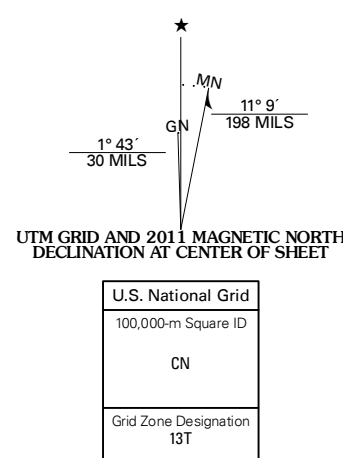 ★
MN
GN
1° 43´
30 MILS
11° 9´
198 MILS
UTM GRID AND 2011 MAGNETIC NORTH
DECLINATION AT CENTER OF SHEET
U.S. National Grid
100,000-m Square ID
CN
Grid Zone Designation
13T